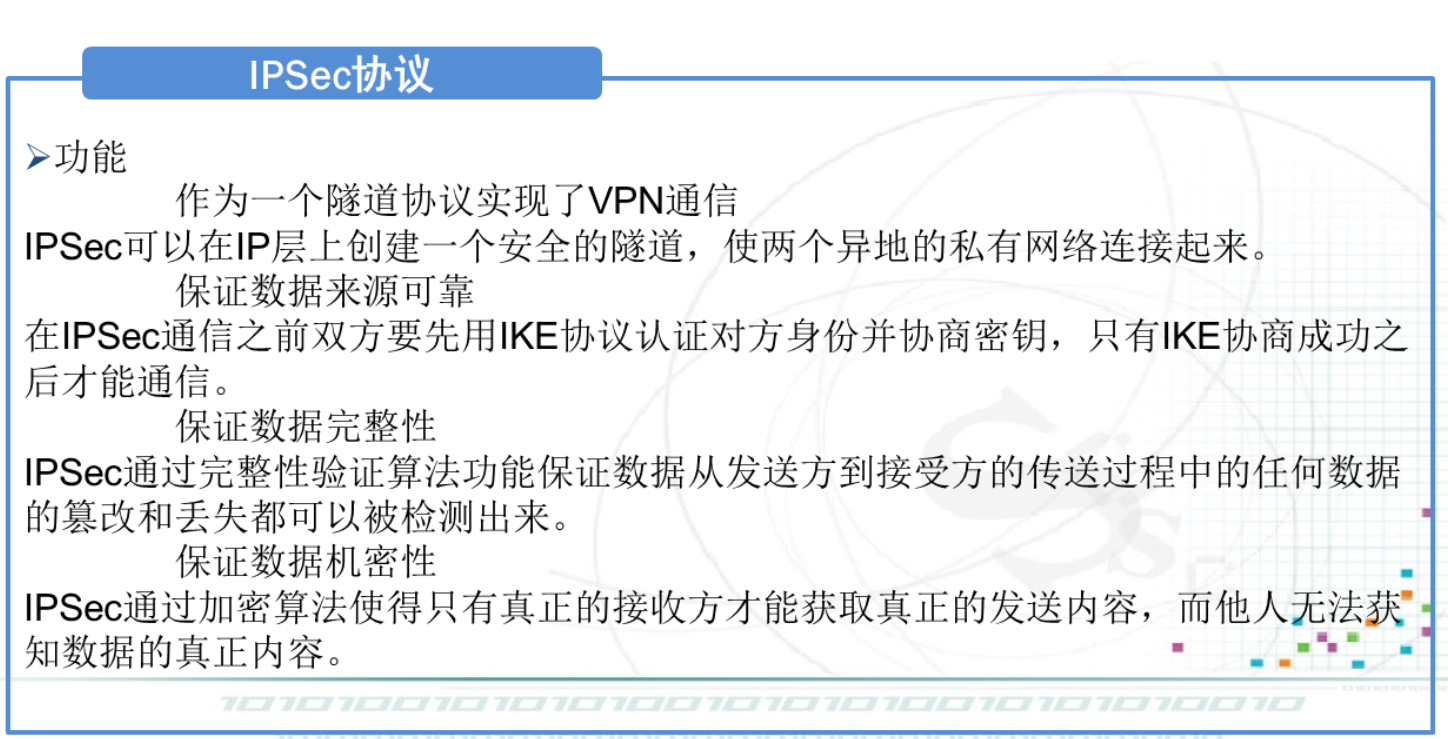 IPSec协议
➢功能
作为一个隧道协议实现了VPN通信
IPSec可以在IP层上创建一个安全的隧道，使两个异地的私有网络连接起来。
保证数据来源可靠
在IPSec通信之前双方要先用IKE协议认证对方身份并协商密钥，只有IKE协商成功之
后才能通信。
保证数据完整性
IPSec通过完整性验证算法功能保证数据从发送方到接受方的传送过程中的任何数据
的篡改和丢失都可以被检测出来。
保证数据机密性
IPSec通过加密算法使得只有真正的接收方才能获取真正的发送内容，而他人无法获
知数据的真正内容。
101010010101010100101010100101010101010010